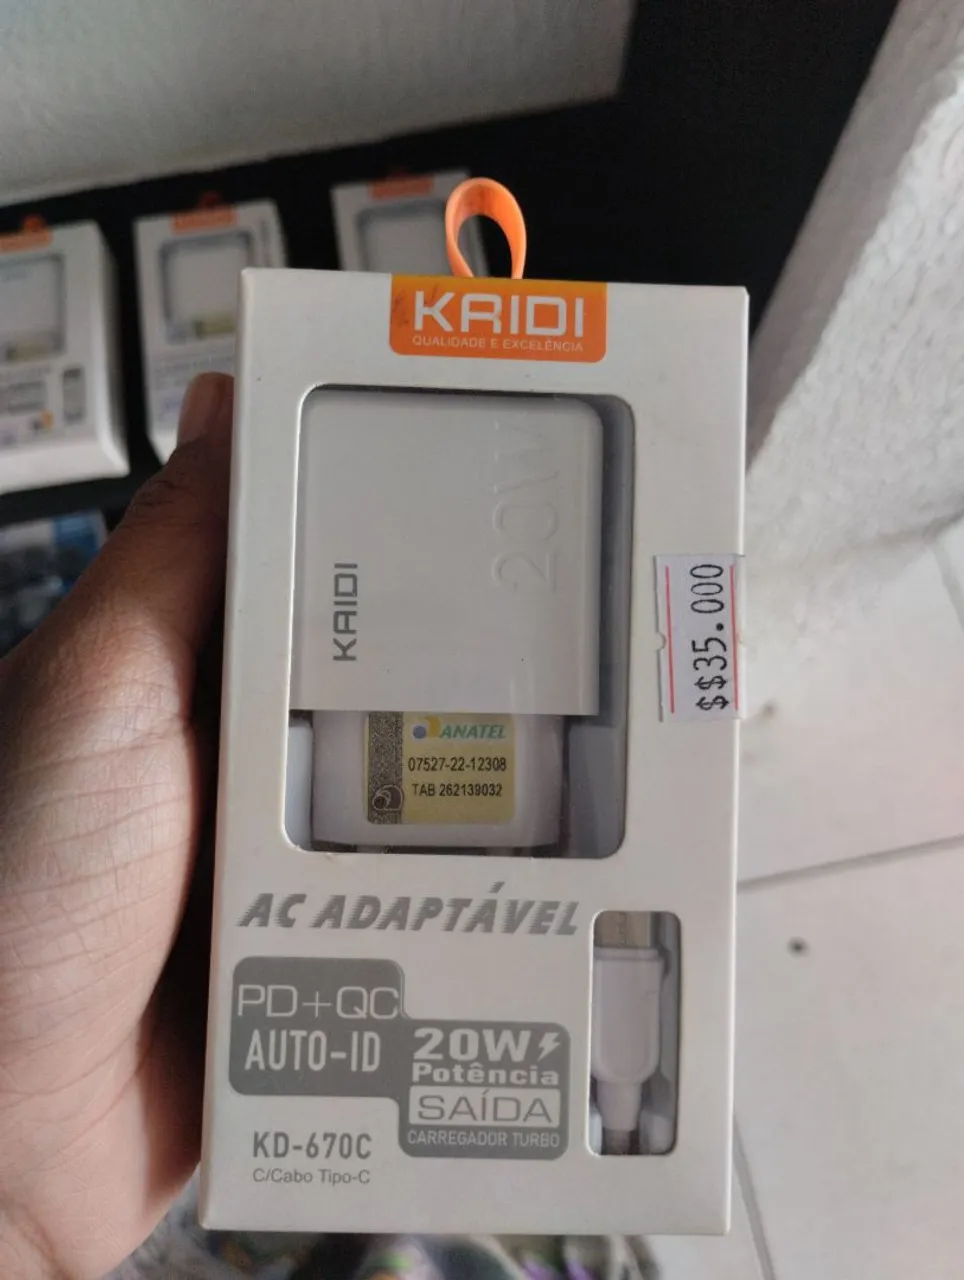 KAIDI
QUALIDADE E EXCELÊNCIA
20W
KAIDI
$$35.000
ANATEL
07527-22-12308
TAB 262139032
AC ADAPTÁVEL
PD+QC
AUTO-ID
20W
Potência
SAÍDA
CARREGADOR TURBO
KD-670C
C/Cabo Tipo-C